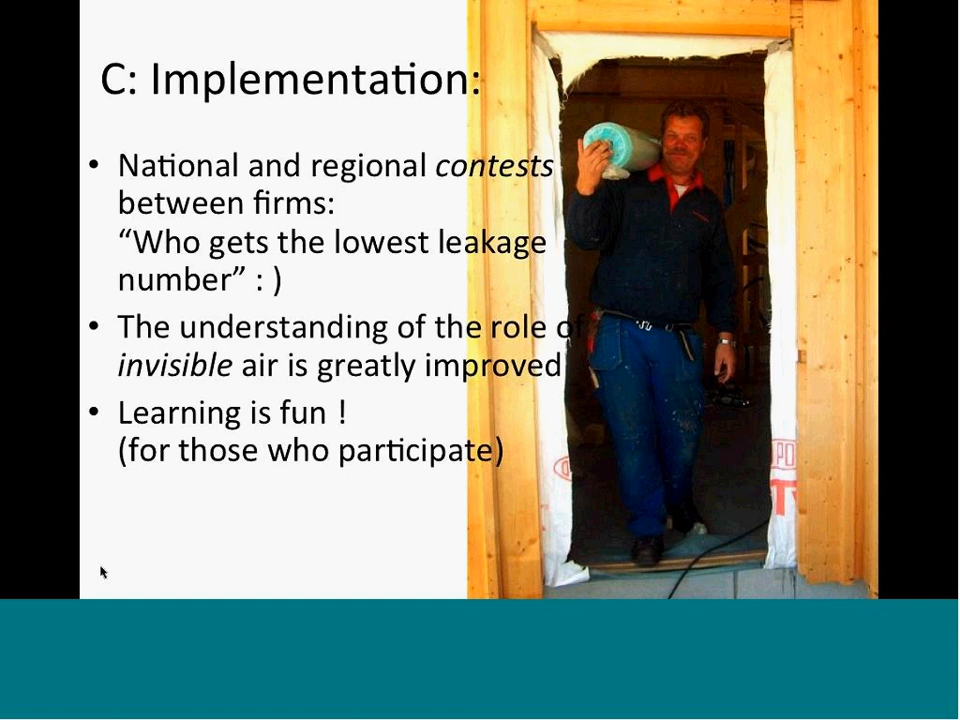 C: Implementation:
• National and regional contests
between firms:
“Who gets the lowest leakage
number” : )
• The understanding of the role of
invisible air is greatly improved
• Learning is fun !
(for those who participate)